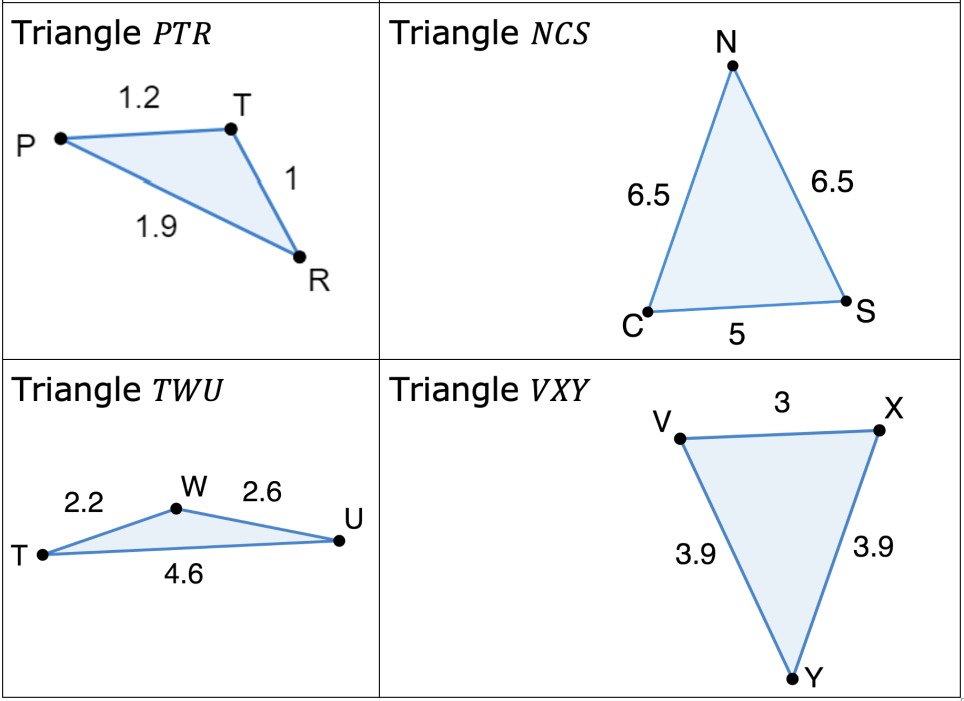 Triangle PTR
1.2
T
P
1
1.9
R
Triangle NCS
N
6.5
6.5
C
S
5
Triangle TWU
W
2.2
2.6
U
T
4.6
Triangle VXY
3
X
V
3.9
3.9
Y